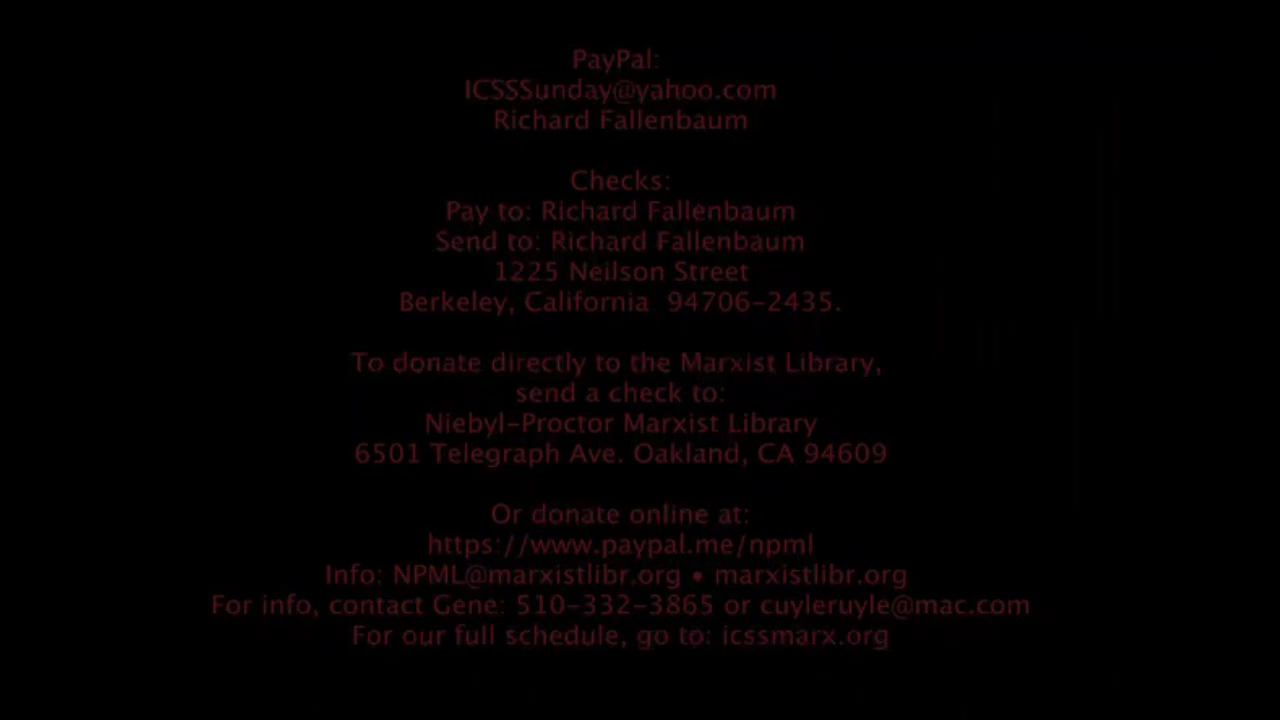 PayPal:
ICSSSunday@yahoo.com
Richard Fallenbaum
Checks:
Pay to: Richard Fallenbaum
Send to: Richard Fallenbaum
1225 Neilson Street
Berkeley, California  94706-2435.
To donate directly to the Marxist Library,
send a check to:
Niebyl-Proctor Marxist Library
6501 Telegraph Ave. Oakland, CA 94609
Or donate online at:
https://www.paypal.me/npml
Info: NPML@marxistlibr.org • marxistlibr.org
For info, contact Gene: 510-332-3865 or cuyleruyle@mac.com
For our full schedule, go to: icssmarx.org